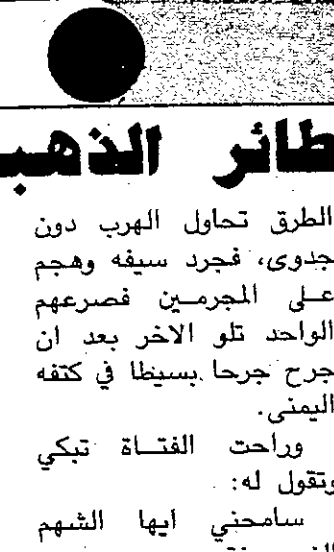 طائر الذهب
الطرق تحاول الهرب دون
جدوى، فجرد سيفه وهجم
على المجرمين فصرعهم
الواحد تلو الاخر بعد ان
جرح جرحا بسيطا في كتفه
اليمنى.
وراحت الفتاة تبكي
وتقول له:
سامحني ايها الشهم